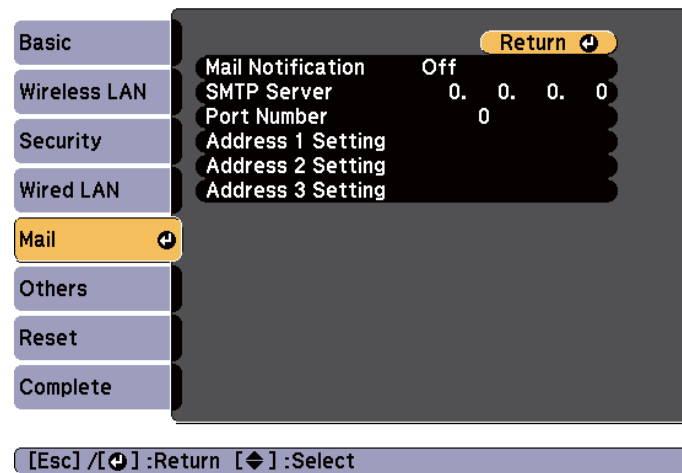 Basic
Wireless LAN
Security
Wired LAN
Mail
Others
Reset
Complete
Return
Mail Notification Off
SMTP Server 0. 0. 0. 0
Port Number 0
Address 1 Setting
Address 2 Setting
Address 3 Setting
[Esc] /[⏎] :Return [◆] :Select